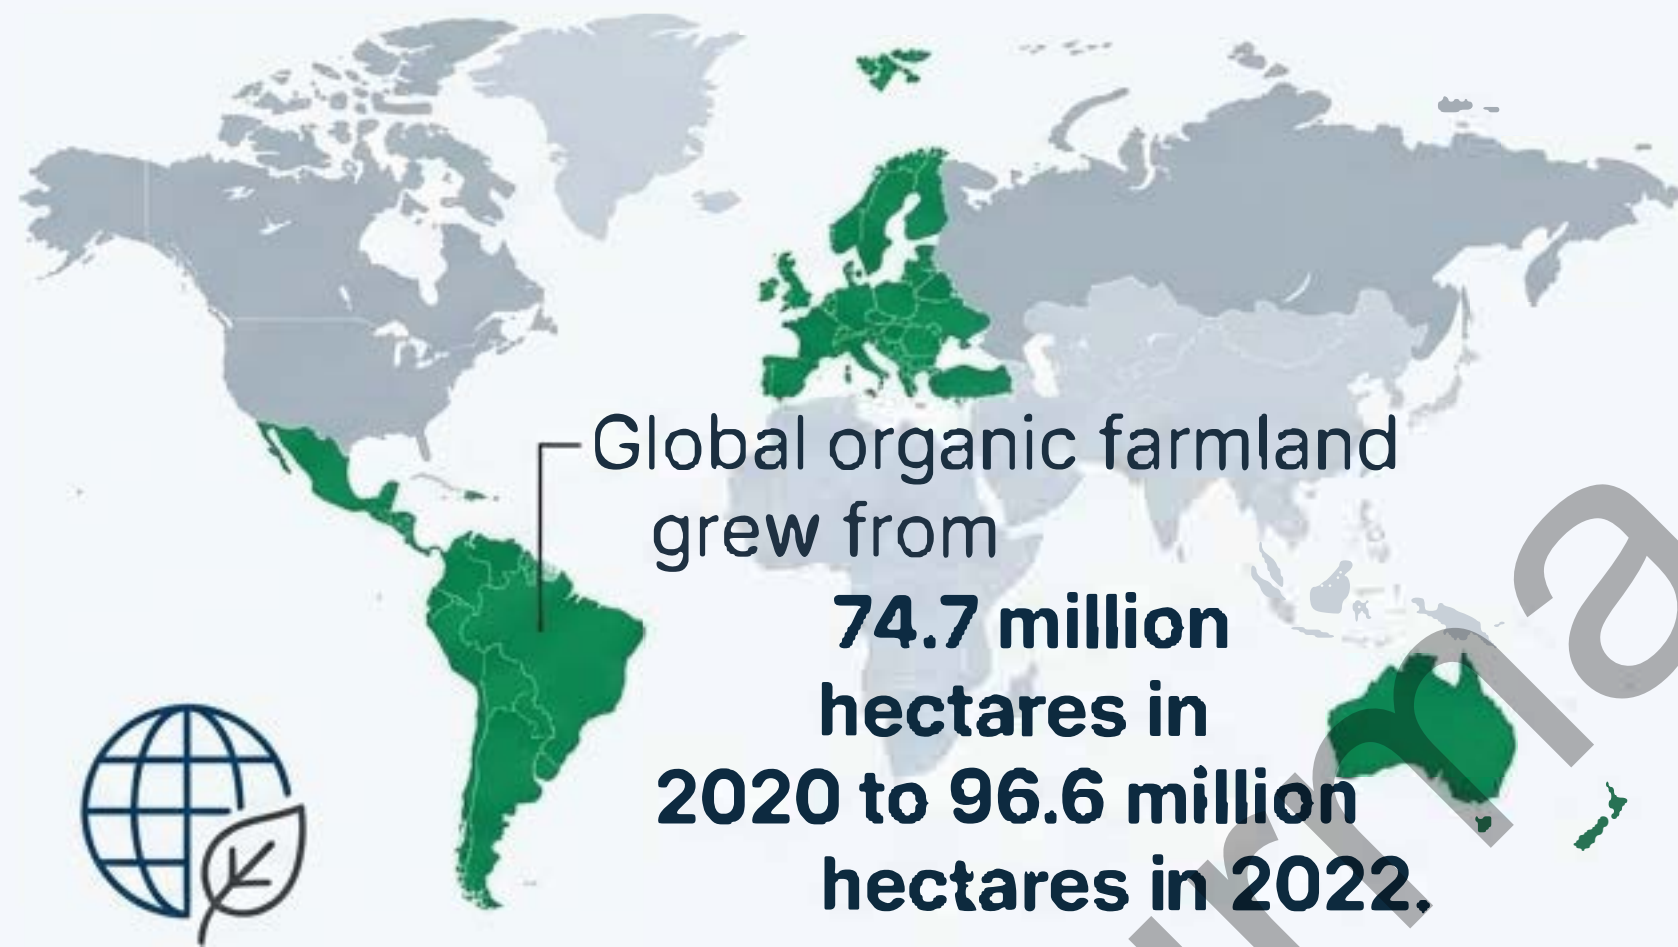 Global organic farmland
grew from
74.7 million
hectares in
2020 to 96.6 million
hectares in 2022.